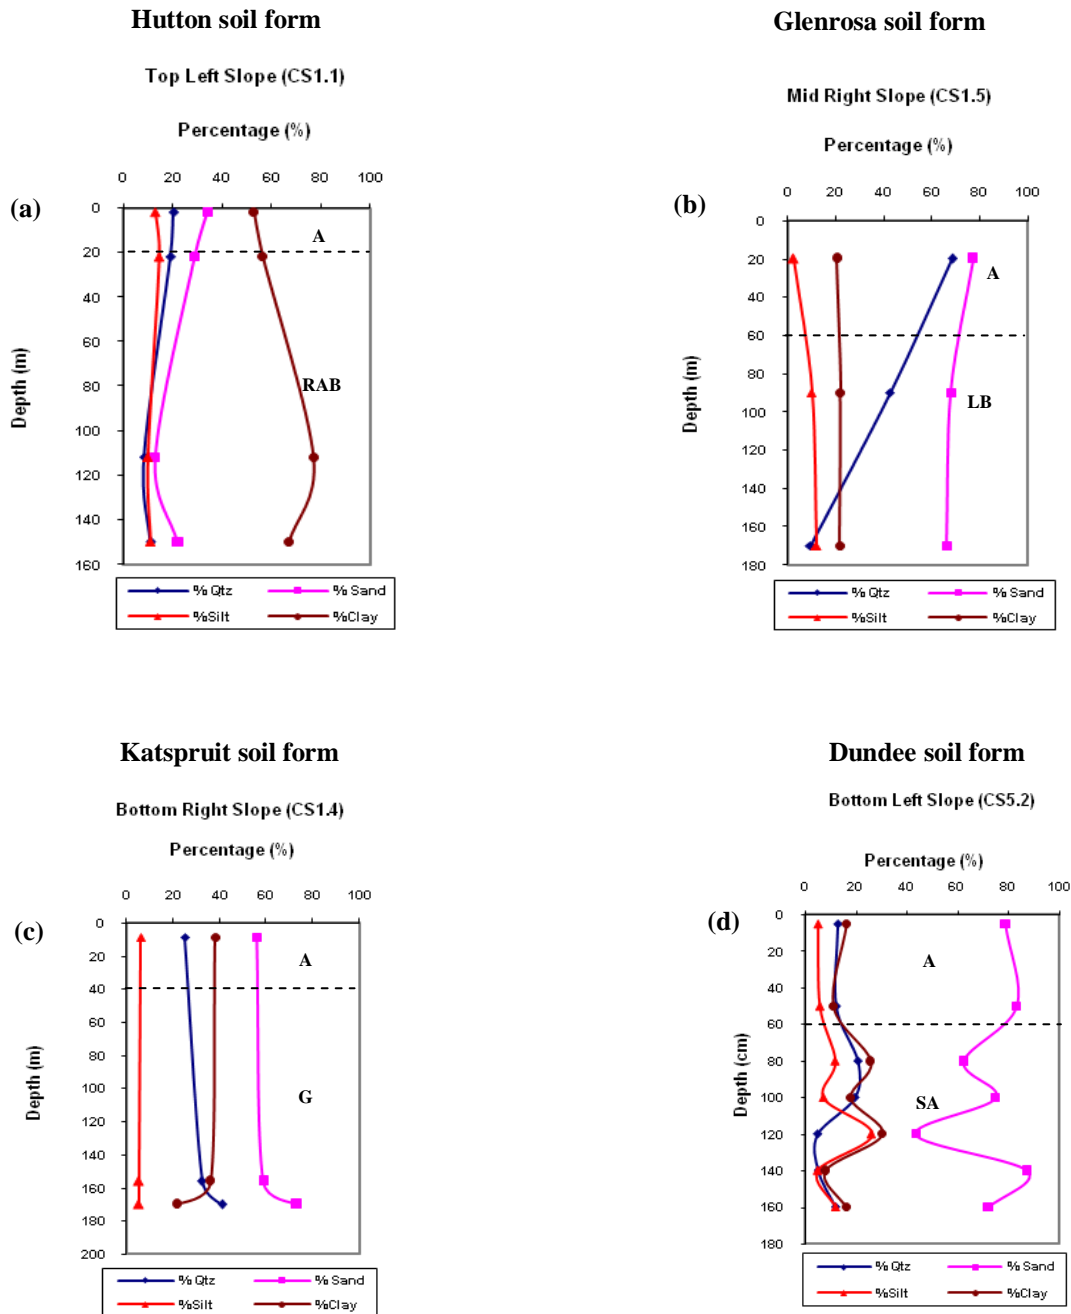 Hutton soil form
Top Left Slope (CS1.1)
Percentage (%)
0 20 40 60 80 100
(a)
0
20
40
60
80
100
120
140
160
Depth (m)
A
RAB
% Qtz % Sand
%Silt %Clay
Glenrosa soil form
Mid Right Slope (CS1.5)
Percentage (%)
0 20 40 60 80 100
(b)
0
20
40
60
80
100
120
140
160
180
Depth (m)
A
LB
% Qtz % Sand
%Silt %Clay
Katspruit soil form
Bottom Right Slope (CS1.4)
Percentage (%)
0 20 40 60 80 100
(c)
0
20
40
60
80
100
120
140
160
180
200
Depth (m)
A
G
% Qtz % Sand
%Silt %Clay
Dundee soil form
Bottom Left Slope (CS5.2)
Percentage (%)
0 20 40 60 80 100
(d)
0
20
40
60
80
100
120
140
160
180
Depth (cm)
A
SA
% Qtz % Sand
%Silt %Clay